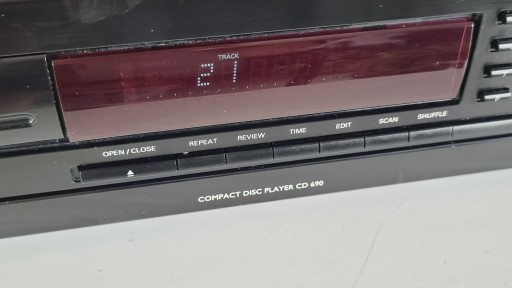 TRACK
21
OPEN / CLOSE
REPEAT
REVIEW
TIME
EDIT
SCAN
SHUFFLE
COMPACT DISC PLAYER CD 690